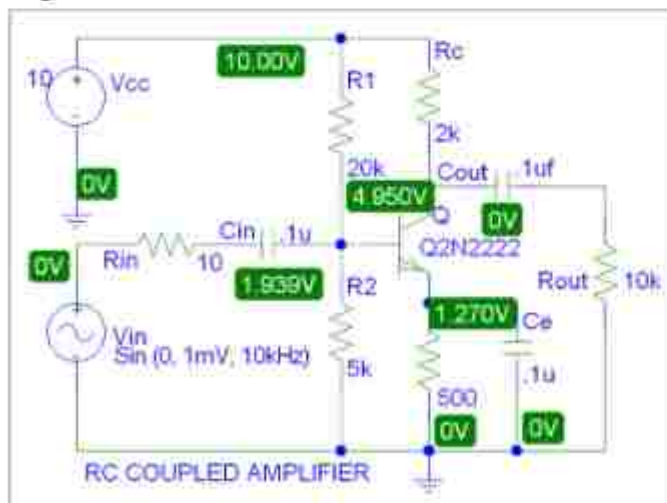 Rc
10.00V
10
Vcc
R1
2k
0V
20k
Cout
.1uf
4.950V
Q
0V
Cin
.1u
Q2N2222
0V
Rin
10
1.939V
R2
Rout
10k
1.270V
Ce
Vin
Sin (0, 1mV, 10kHz)
5k
.1u
500
0V
0V
RC COUPLED AMPLIFIER